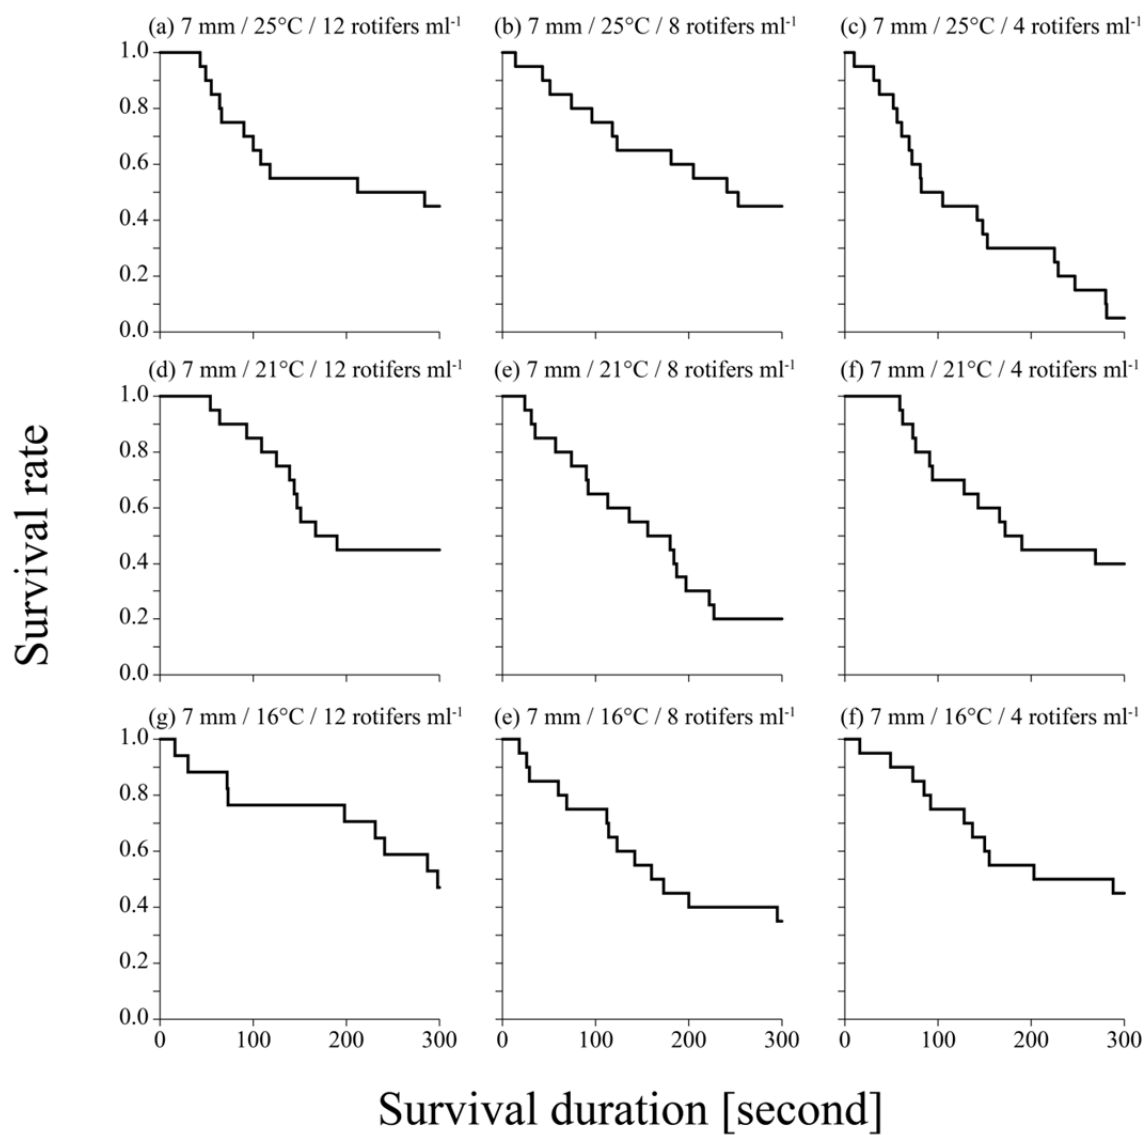 (a) 7 mm / 25°C / 12 rotifers ml-1
(b) 7 mm / 25°C / 8 rotifers ml-1
(c) 7 mm / 25°C / 4 rotifers ml-1
1.0
0.8
0.6
0.4
0.2
0.0
0 100 200 300
0 100 200 300
0 100 200 300
(d) 7 mm / 21°C / 12 rotifers ml-1
(e) 7 mm / 21°C / 8 rotifers ml-1
(f) 7 mm / 21°C / 4 rotifers ml-1
1.0
0.8
0.6
0.4
0.2
0.0
Survival rate
(g) 7 mm / 16°C / 12 rotifers ml-1
(e) 7 mm / 16°C / 8 rotifers ml-1
(f) 7 mm / 16°C / 4 rotifers ml-1
1.0
0.8
0.6
0.4
0.2
0.0
Survival duration [second]